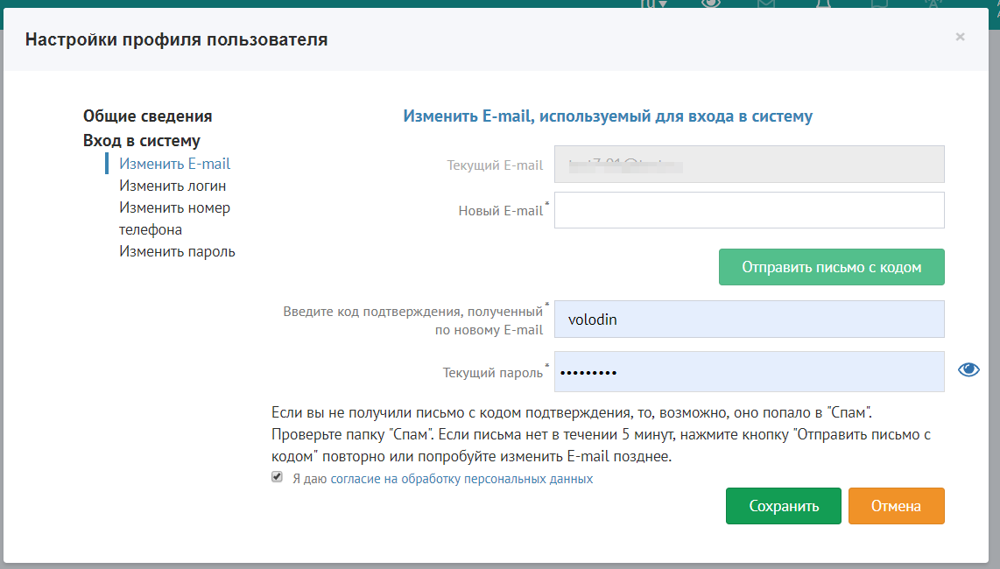 ru
Настройки профиля пользователя
×
Общие сведения
Вход в систему
Изменить E-mail
Изменить логин
Изменить номер
телефона
Изменить пароль
Изменить E-mail, используемый для входа в систему
Текущий E-mail
Новый E-mail*
Отправить письмо с кодом
Введите код подтверждения, полученный*
по новому E-mail
volodin
Текущий пароль*
•••••••••
Если вы не получили письмо с кодом подтверждения, то, возможно, оно попало в "Спам".
Проверьте папку "Спам". Если письма нет в течении 5 минут, нажмите кнопку "Отправить письмо с
кодом" повторно или попробуйте изменить E-mail позднее.
Я даю согласие на обработку персональных данных
Сохранить
Отмена